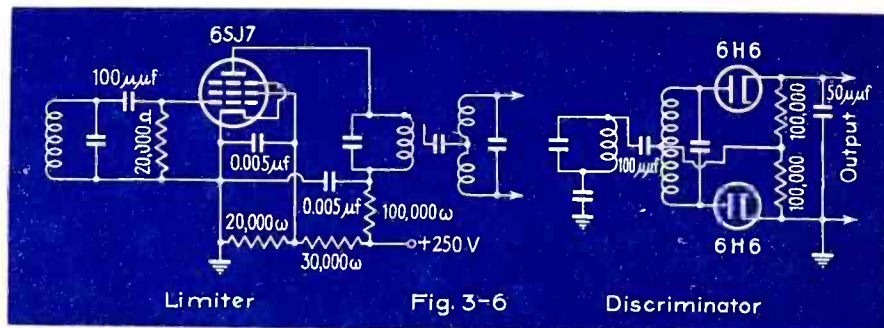 6SJ7
100μμf
20,000Ω
0.005μf
0.005μf
100,000ω
20,000ω
30,000ω
+250 V
Limiter
Fig. 3-6
6H6
100μμf
100,000
100,000
50μμf
Output
6H6
Discriminator